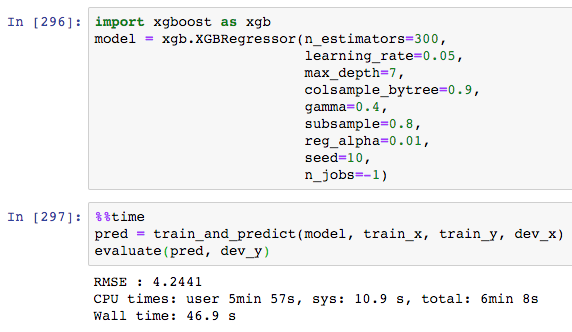 In [296]: import xgboost as xgb
model = xgb.XGBRegressor(n_estimators=300,
learning_rate=0.05,
max_depth=7,
colsample_bytree=0.9,
gamma=0.4,
subsample=0.8,
reg_alpha=0.01,
seed=10,
n_jobs=-1)
In [297]: %%time
pred = train_and_predict(model, train_x, train_y, dev_x)
evaluate(pred, dev_y)
RMSE : 4.2441
CPU times: user 5min 57s, sys: 10.9 s, total: 6min 8s
Wall time: 46.9 s